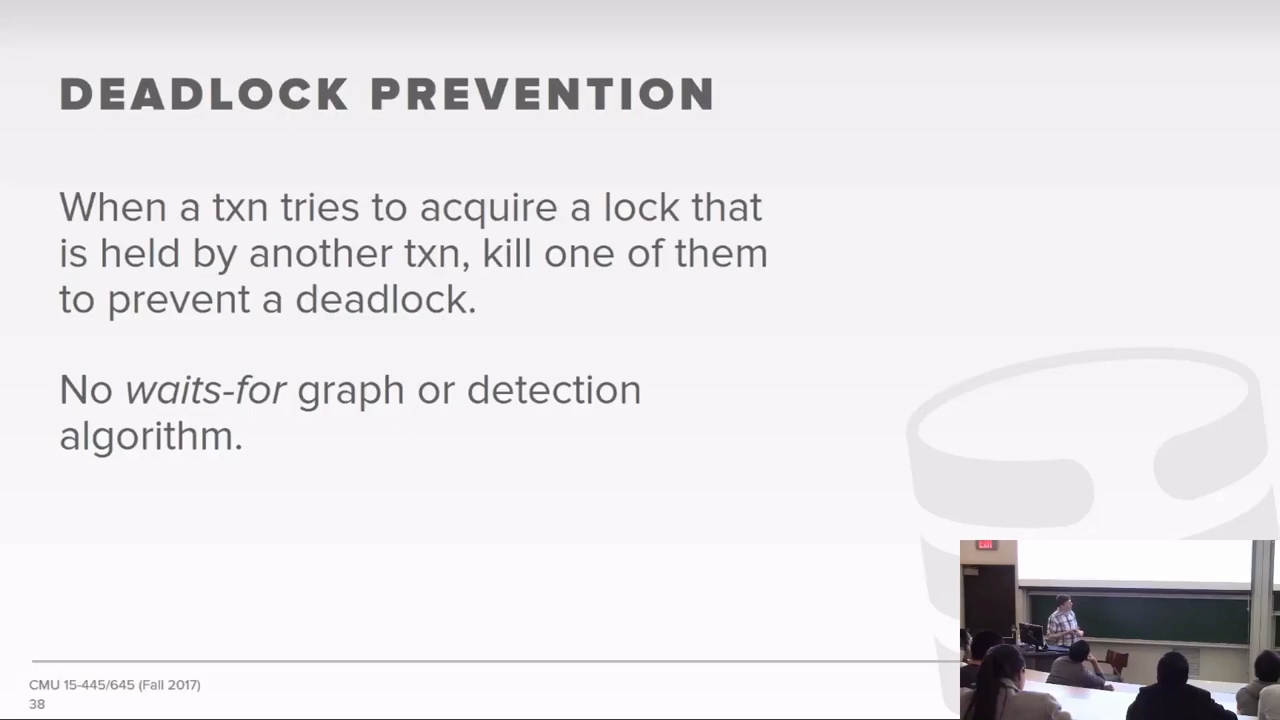 DEADLOCK PREVENTION
When a txn tries to acquire a lock that
is held by another txn, kill one of them
to prevent a deadlock.
No waits-for graph or detection
algorithm.
CMU 15-445/645 (Fall 2017)
38
EXIT